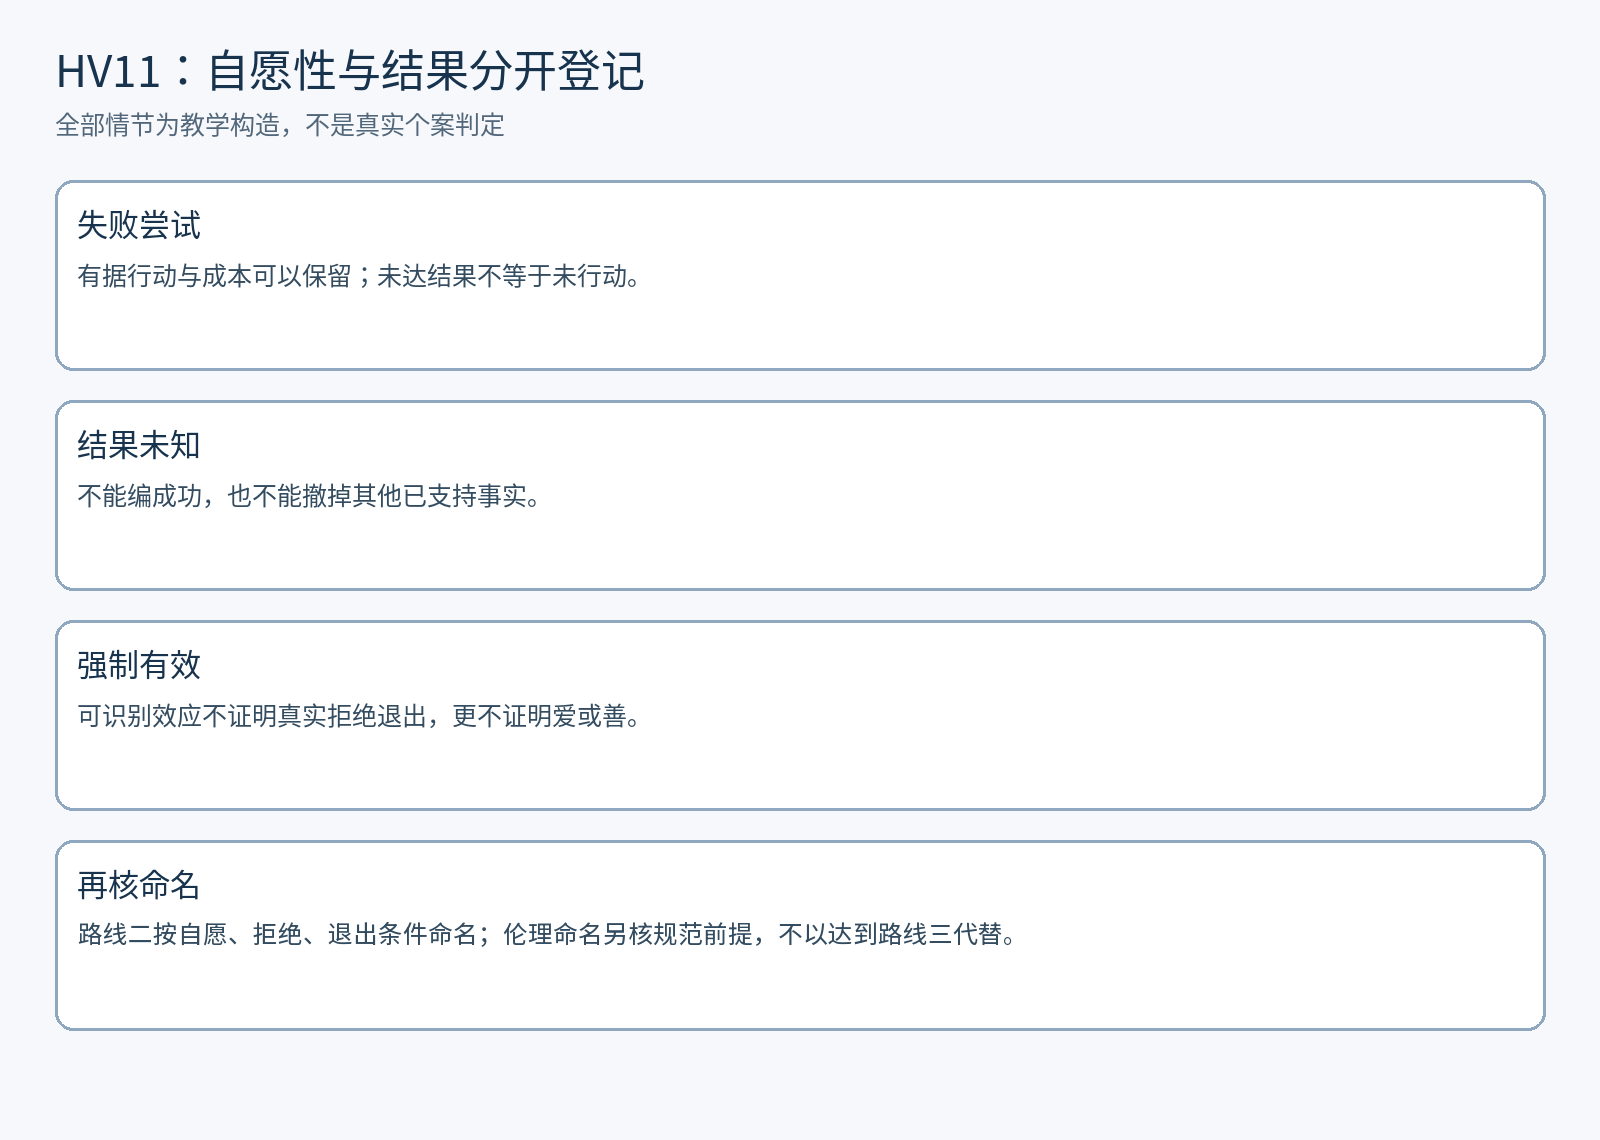 HV11：自愿性与结果分开登记
全部情节为教学构造，不是真实个案判定
失败尝试
有据行动与成本可以保留；未达结果不等于未行动。
结果未知
不能编成功，也不能撤掉其他已支持事实。
强制有效
可识别效应不证明真实拒绝退出，更不证明爱或善。
再核命名
路线二按自愿、拒绝、退出条件命名；伦理命名另核规范前提，不以达到路线三代替。